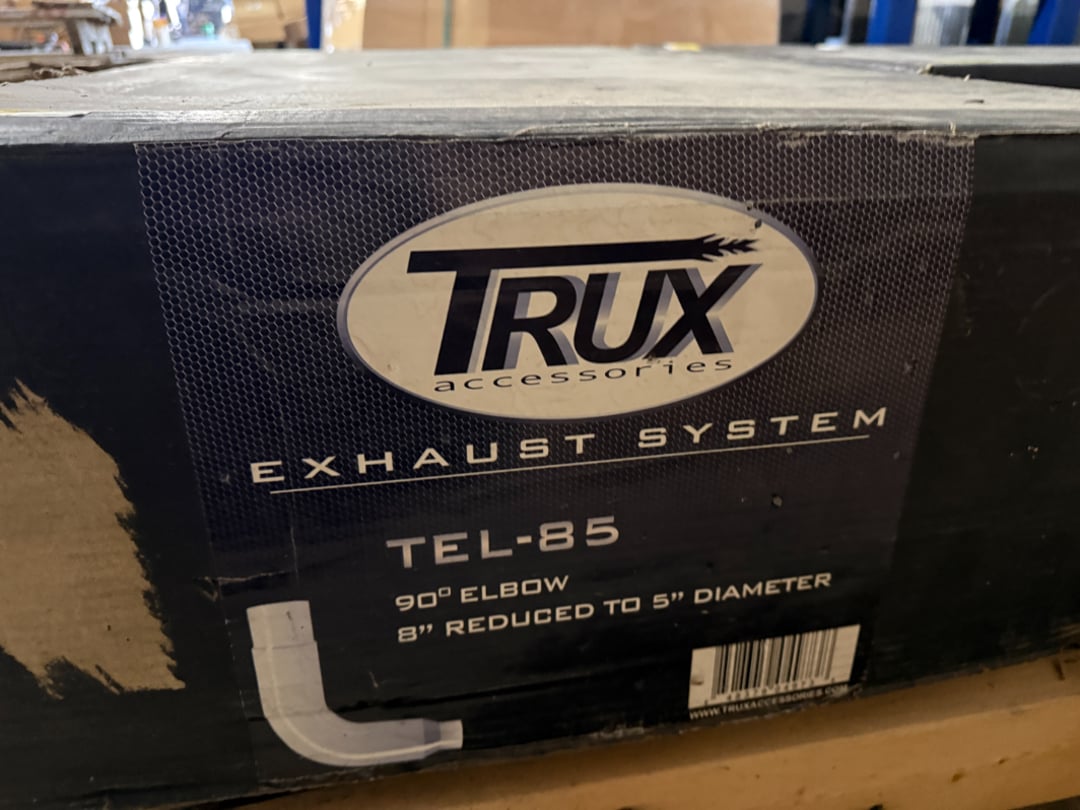 TRUX
accessories
EXHAUST SYSTEM
TEL-85
90° ELBOW
8” REDUCED TO 5” DIAMETER
WWW.TRUXACCESSORIES.COM